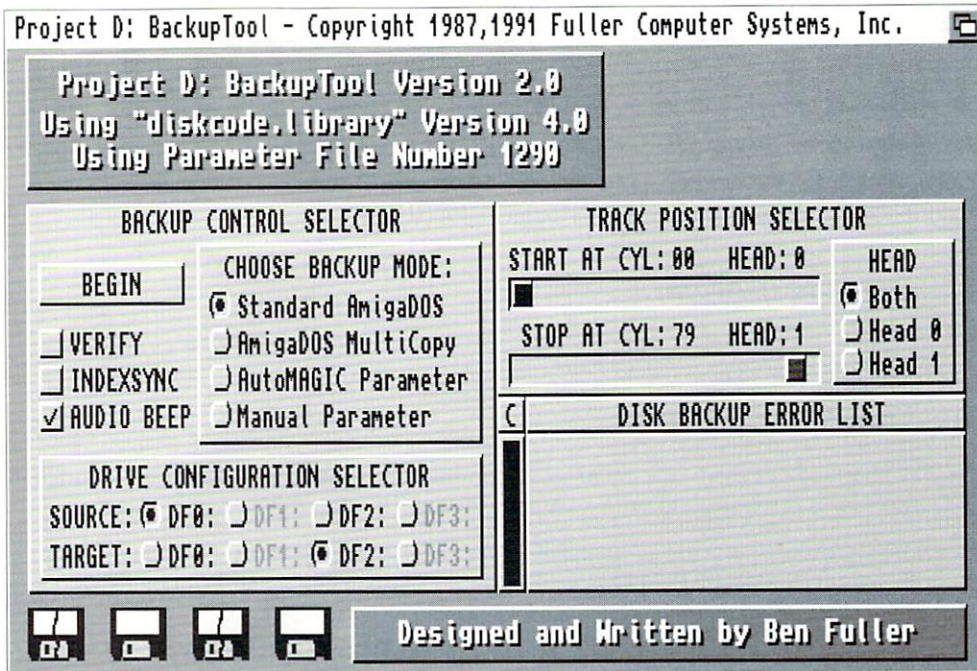 Project D: BackupTool - Copyright 1987,1991 Fuller Computer Systems, Inc.
Project D: BackupTool Version 2.0
Using "diskcode.library" Version 4.0
Using Parameter File Number 1290
BACKUP CONTROL SELECTOR
BEGIN
VERIFY
INDEXSYNC
AUDIO BEEP
CHOOSE BACKUP MODE:
Standard AmigaDOS
AmigaDOS MultiCopy
AutoMAGIC Parameter
Manual Parameter
DRIVE CONFIGURATION SELECTOR
SOURCE: DF0: DF1: DF2: DF3:
TARGET: DF0: DF1: DF2: DF3:
TRACK POSITION SELECTOR
START AT CYL:00 HEAD:0
STOP AT CYL:79 HEAD:1
HEAD
Both
Head 0
Head 1
C DISK BACKUP ERROR LIST
Designed and Written by Ben Fuller